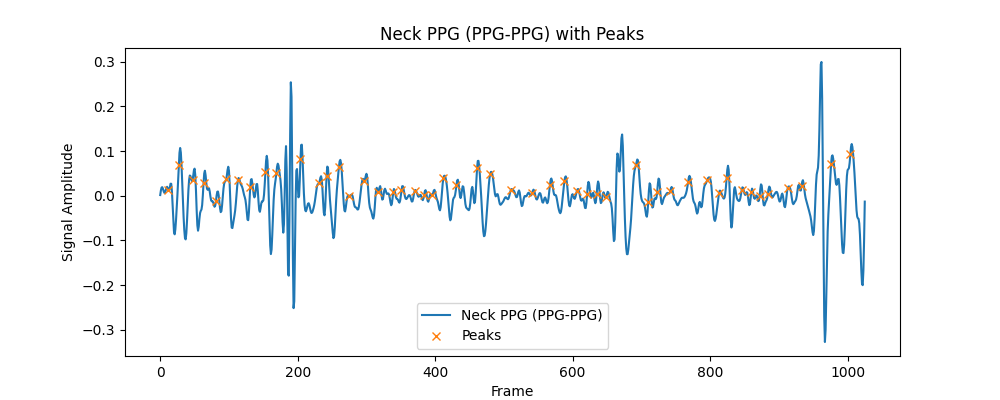 Neck PPG (PPG-PPG) with Peaks
0.3
0.2
0.1
0.0
−0.1
−0.2
−0.3
Signal Amplitude
Neck PPG (PPG-PPG)
Peaks
0 200 400 600 800 1000
Frame